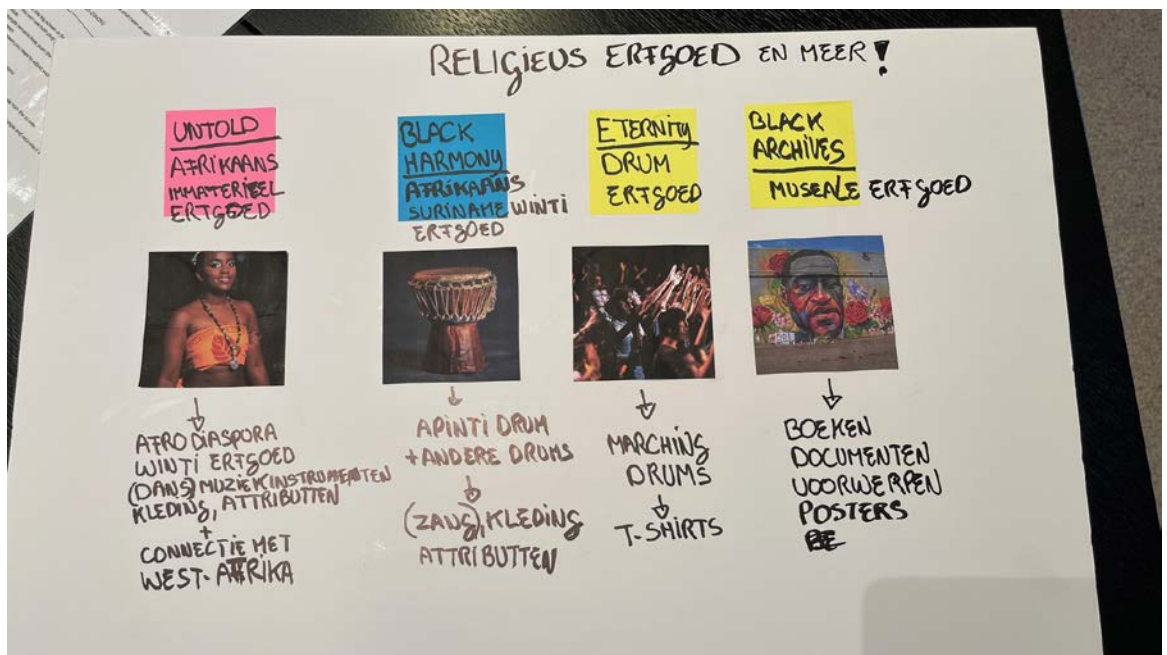 RELIGIEUS ERFGOED EN MEER!
UNTOLD
AFRIKAANS
IMMATERIEEL
ERFGOED
AFRO DIASPORA
WINTI ERFGOED
(DANS) MUZIEKINSTRUMENTEN
KLEDING, ATTRIBUTTEN
+
CONNECTIE MET
WEST-AFRIKA
BLACK
HARMONY
AFRIKAANS
SURINAME WINTI
ERFGOED
APINTI DRUM
+ ANDERE DRUMS
(ZANG), KLEDING
ATTRIBUTTEN
ETERNITY
DRUM
ERFGOED
MARCHING
DRUMS
T-SHIRTS
BLACK
ARCHIVES
MUSEALE ERFGOED
BOEKEN
DOCUMENTEN
VOORWERPEN
POSTERS